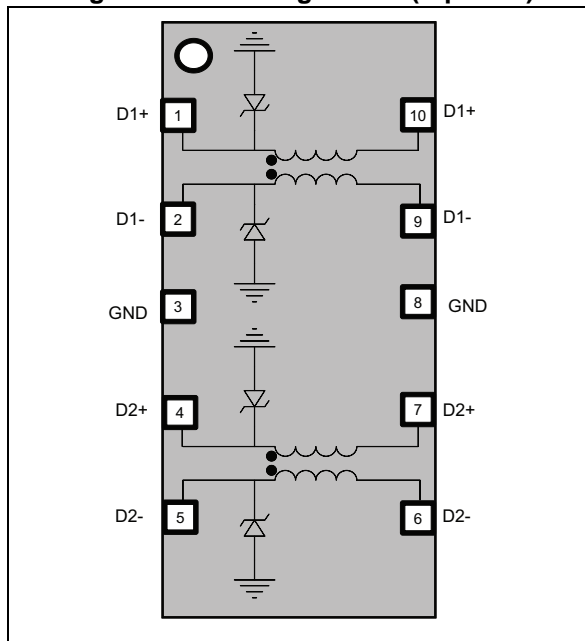 D1+ 1 10 D1+
D1- 2 9 D1-
GND 3 8 GND
D2+ 4 7 D2+
D2- 5 6 D2-